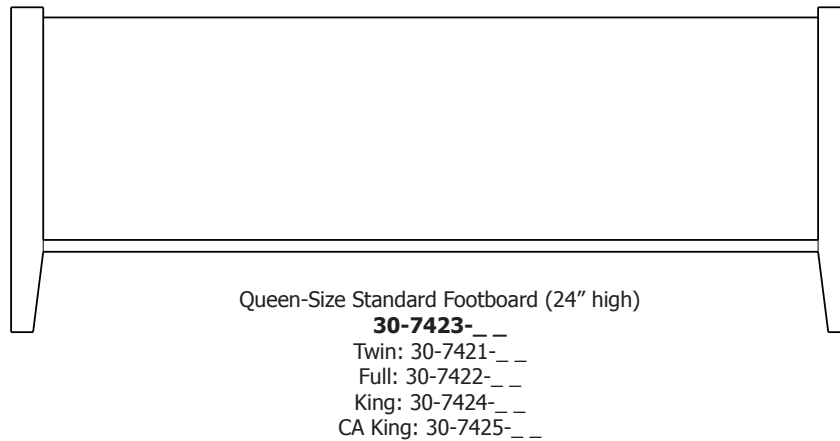 Queen-Size Standard Footboard (24” high)
30-7423-_ _
Twin: 30-7421-_ _
Full: 30-7422-_ _
King: 30-7424-_ _
CA King: 30-7425-_ _